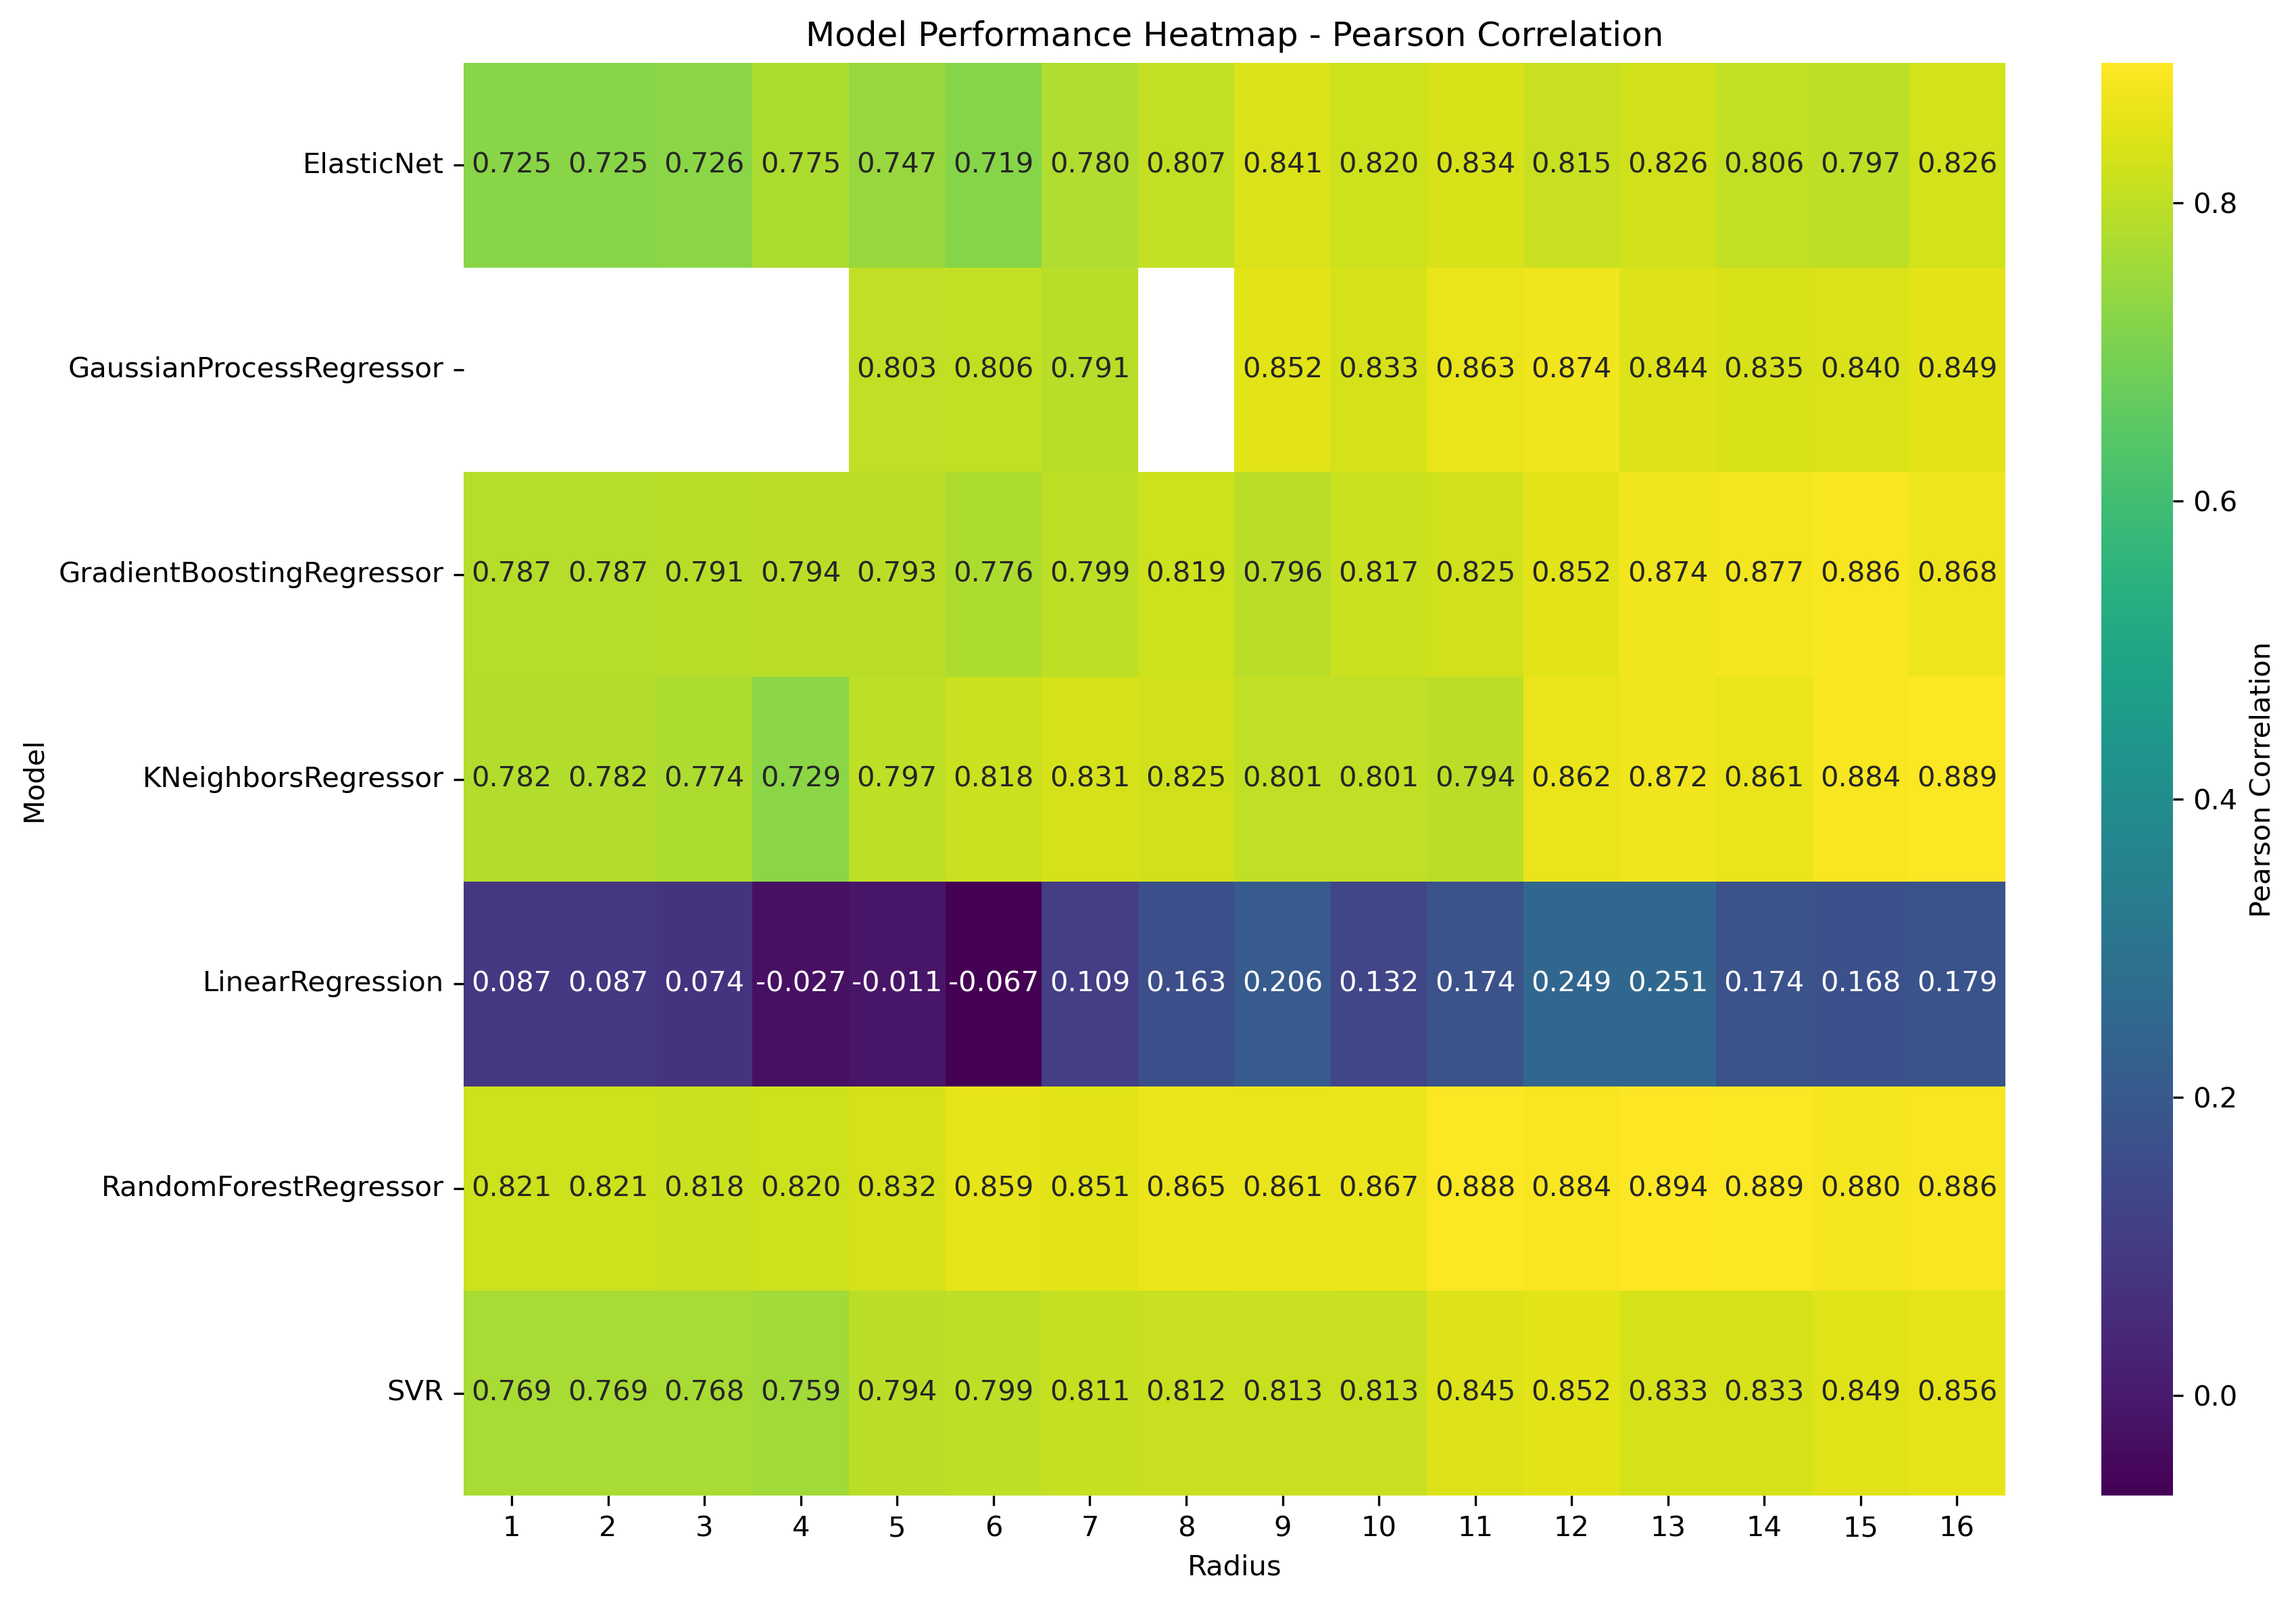 Model Performance Heatmap - Pearson Correlation
ElasticNet 0.725 0.725 0.726 0.775 0.747 0.719 0.780 0.807 0.841 0.820 0.834 0.815 0.826 0.806 0.797 0.826
GaussianProcessRegressor 0.803 0.806 0.791 0.852 0.833 0.863 0.874 0.844 0.835 0.840 0.849
GradientBoostingRegressor 0.787 0.787 0.791 0.794 0.793 0.776 0.799 0.819 0.796 0.817 0.825 0.852 0.874 0.877 0.886 0.868
KNeighborsRegressor 0.782 0.782 0.774 0.729 0.797 0.818 0.831 0.825 0.801 0.801 0.794 0.862 0.872 0.861 0.884 0.889
LinearRegression 0.087 0.087 0.074 -0.027 -0.011 -0.067 0.109 0.163 0.206 0.132 0.174 0.249 0.251 0.174 0.168 0.179
RandomForestRegressor 0.821 0.821 0.818 0.820 0.832 0.859 0.851 0.865 0.861 0.867 0.888 0.884 0.894 0.889 0.880 0.886
SVR 0.769 0.769 0.768 0.759 0.794 0.799 0.811 0.812 0.813 0.813 0.845 0.852 0.833 0.833 0.849 0.856
1 2 3 4 5 6 7 8 9 10 11 12 13 14 15 16
Radius
Model
0.8
0.6
0.4
0.2
0.0
Pearson Correlation